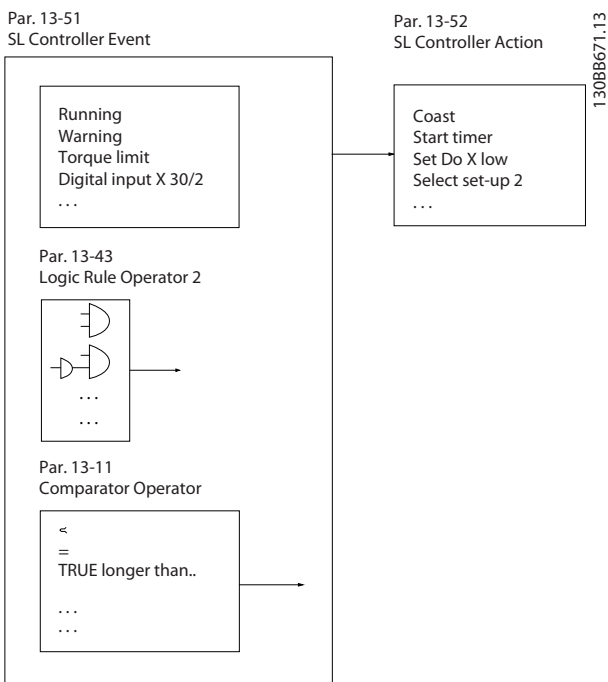 Par. 13-51
SL Controller Event
Par. 13-52
SL Controller Action
130BB671.13
Running
Warning
Torque limit
Digital input X 30/2
. . .
Coast
Start timer
Set Do X low
Select set-up 2
. . .
Par. 13-43
Logic Rule Operator 2
. . .
. . .
Par. 13-11
Comparator Operator
<
=
TRUE longer than..
. . .
. . .